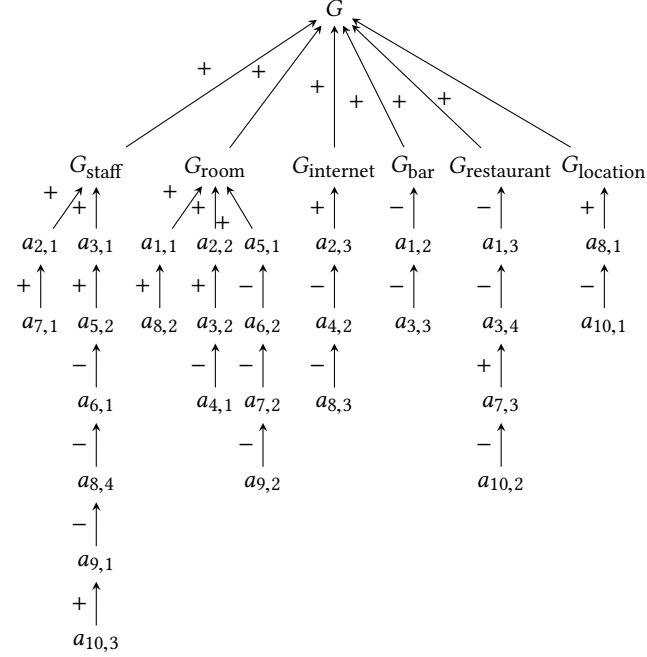 G
+ + + + + +
G_staff G_room G_internet G_bar G_restaurant G_location
+ + + + + + − − +
a_{2,1} a_{3,1} a_{1,1} a_{2,2} a_{5,1} a_{2,3} a_{1,2} a_{1,3} a_{8,1}
+ + + + − − − − −
a_{7,1} a_{5,2} a_{8,2} a_{3,2} a_{6,2} a_{4,2} a_{3,3} a_{3,4} a_{10,1}
− − − − +
a_{6,1} a_{4,1} a_{7,2} a_{8,3} a_{7,3}
− − −
a_{8,4} a_{9,2} a_{10,2}
−
a_{9,1}
+
a_{10,3}